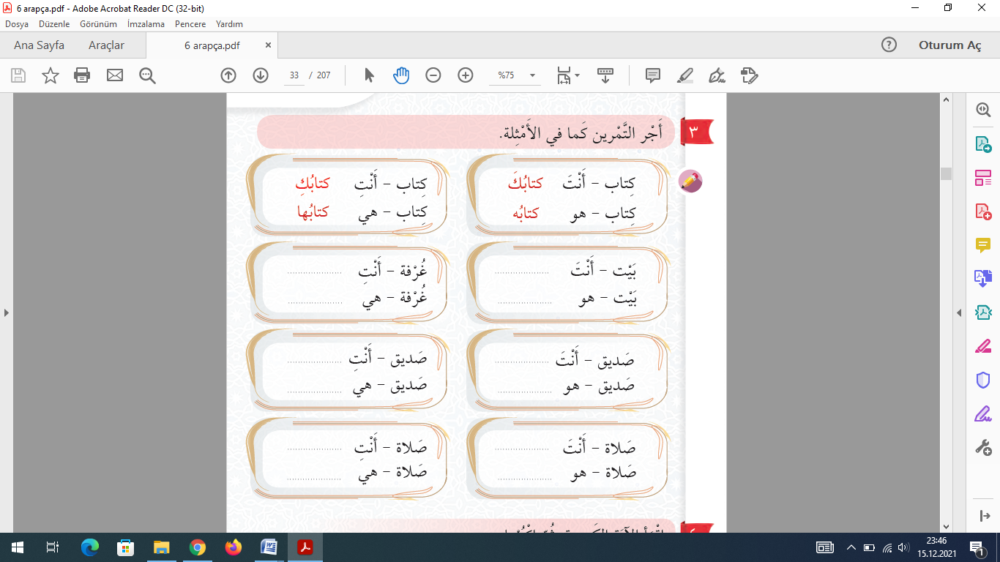 6 arapça.pdf - Adobe Acrobat Reader DC (32-bit)
Dosya Düzenle Görünüm İmzalama Pencere Yardım
Ana Sayfa Araçlar 6 arapça.pdf × Oturum Aç
33 / 207 %75
٣ أَجْر التَّمْرين كَما في الأَمْثِلة.
كِتاب - أَنْتَ كتابُكَ
كِتاب - هو كتابُه
كِتاب - أَنْتِ كتابُكِ
كِتاب - هي كتابُها
بَيْت - أَنْتَ ....................
بَيْت - هو ....................
غُرْفة - أَنْتِ ....................
غُرْفة - هي ....................
صَديق - أَنْتَ ....................
صَديق - هو ....................
صَديق - أَنْتِ ....................
صَديق - هي ....................
صَلاة - أَنْتَ ....................
صَلاة - هو ....................
صَلاة - أَنْتِ ....................
صَلاة - هي ....................
23:46
15.12.2021
1